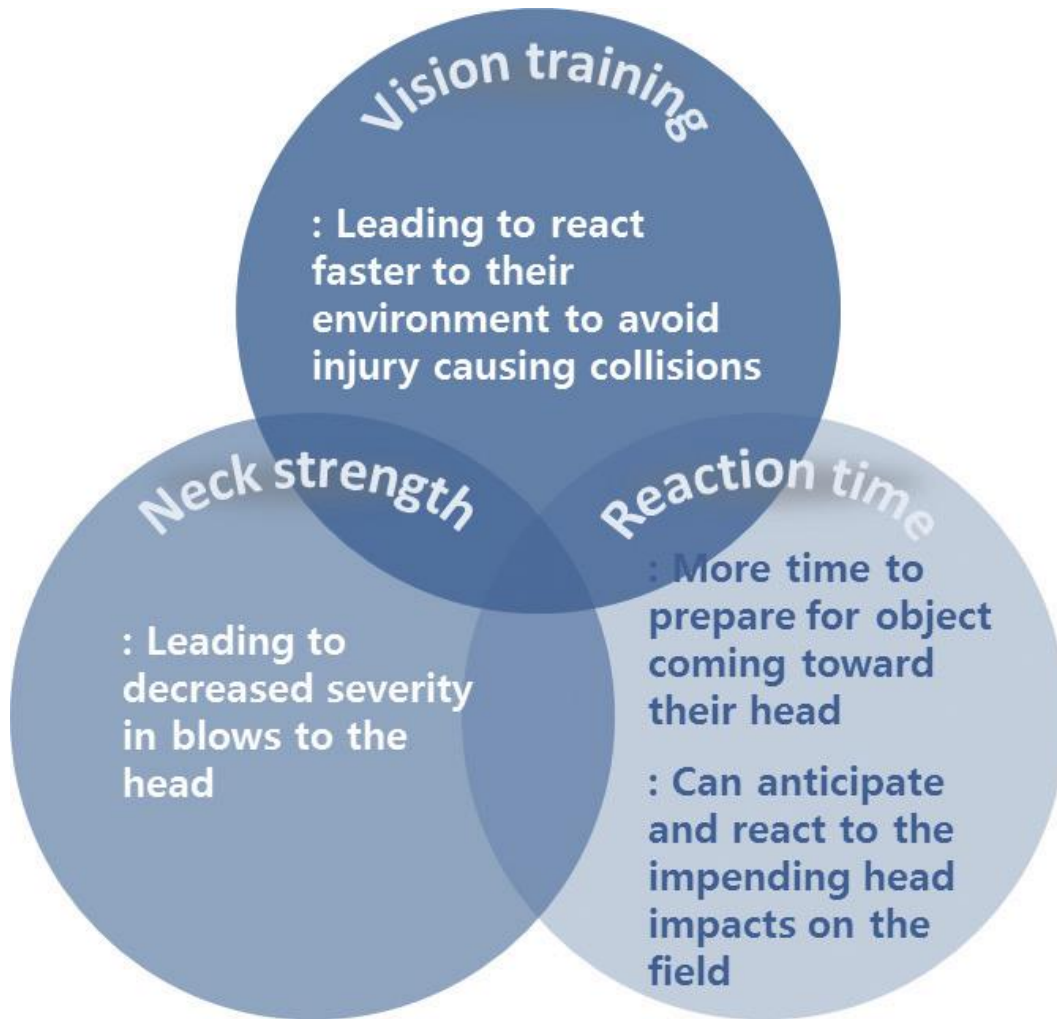 Vision training
: Leading to react
faster to their
environment to avoid
injury causing collisions
Neck strength
: Leading to
decreased severity
in blows to the
head
Reaction time
: More time to
prepare for object
coming toward
their head
: Can anticipate
and react to the
impending head
impacts on the
field